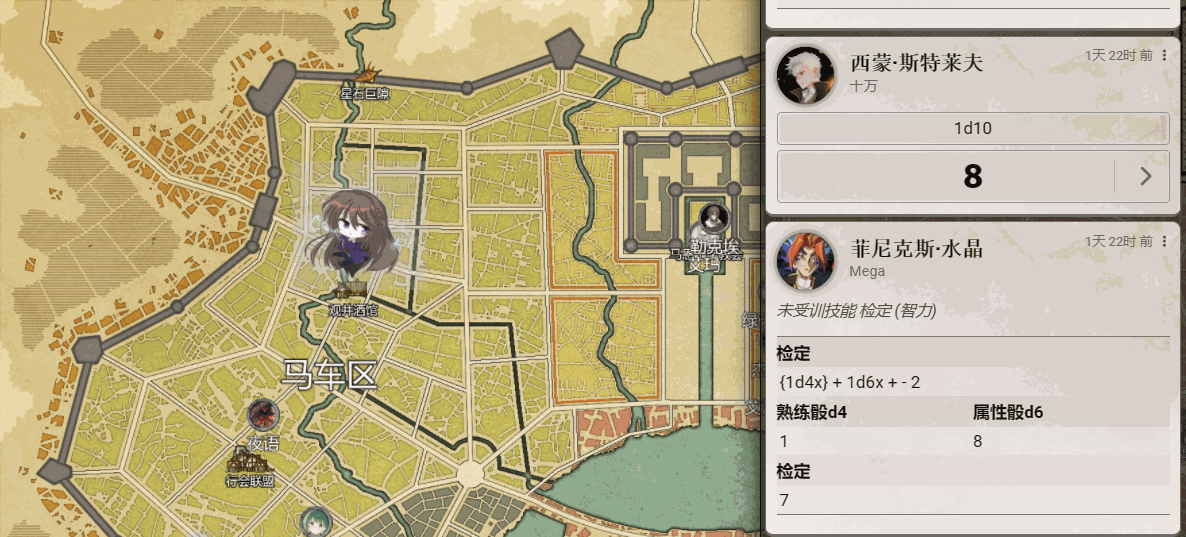 星石巨隙
勒克埃
艾玛
观井酒馆
马车区
夜语
行会联盟
西蒙·斯特莱夫
1天 22时 前
十万
1d10
8
菲尼克斯·水晶
1天 22时 前
Mega
未受训技能 检定 (智力)
检定
{1d4x} + 1d6x + - 2
熟练骰d4
属性骰d6
1
8
检定
7